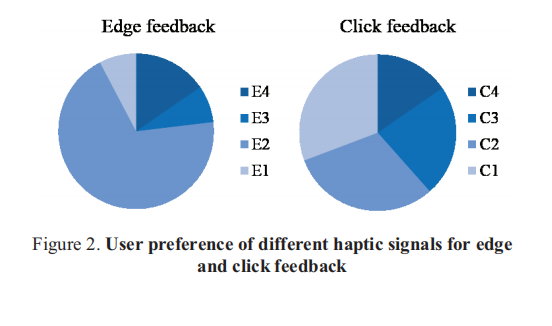 Edge feedback
Click feedback
E4
E3
E2
E1
C4
C3
C2
C1
Figure 2. User preference of different haptic signals for edge
and click feedback